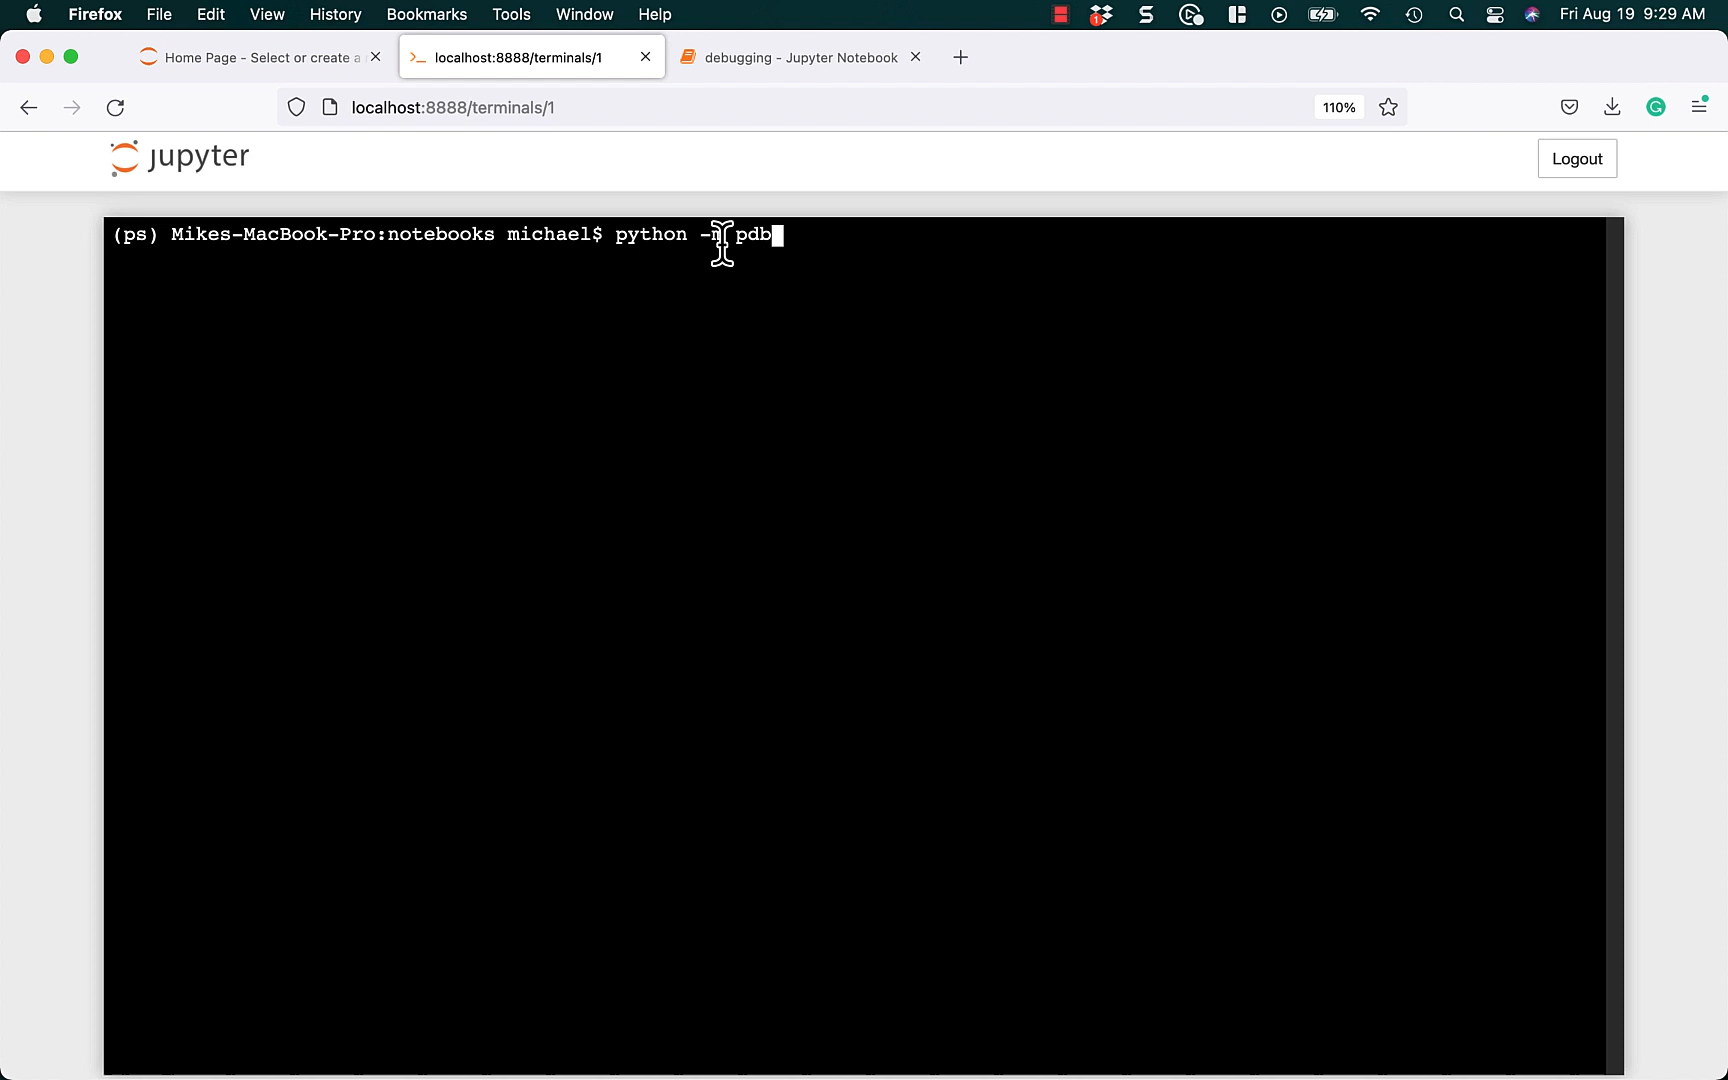 Firefox File Edit View History Bookmarks Tools Window Help 1 Fri Aug 19 9:29 AM
Home Page - Select or create a localhost:8888/terminals/1 debugging - Jupyter Notebook
localhost:8888/terminals/1 110%
jupyter Logout
(ps) Mikes-MacBook-Pro:notebooks michael$ python -m pdb